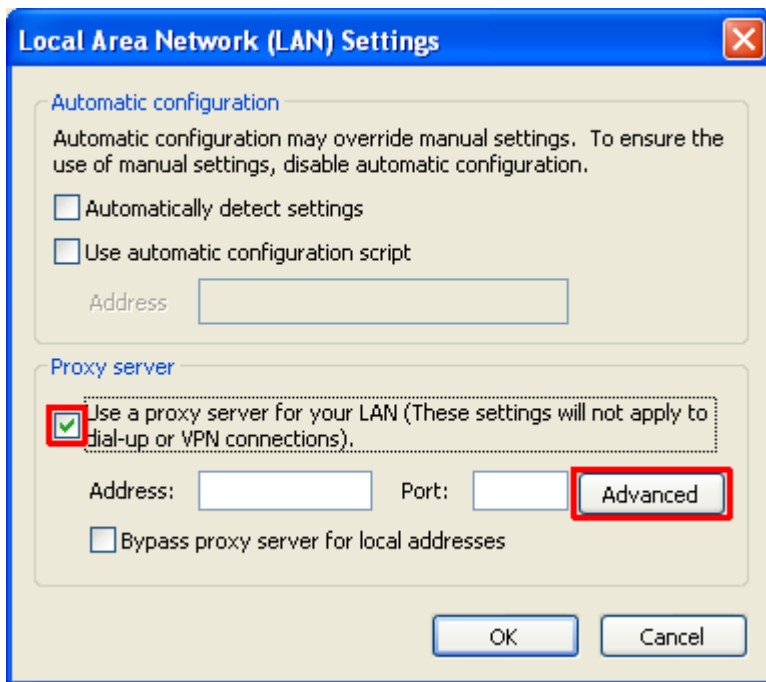 Local Area Network (LAN) Settings
Automatic configuration
Automatic configuration may override manual settings.  To ensure the
use of manual settings, disable automatic configuration.
Automatically detect settings
Use automatic configuration script
Address
Proxy server
Use a proxy server for your LAN (These settings will not apply to
dial-up or VPN connections).
Address:
Port:
Advanced
Bypass proxy server for local addresses
OK
Cancel